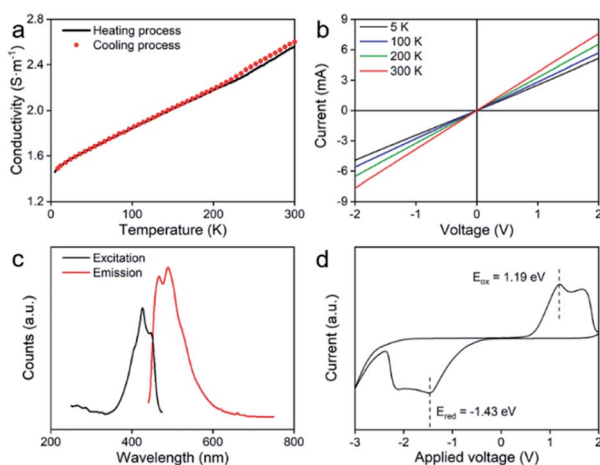 a
Heating process
Cooling process
Conductivity (S·m⁻¹)
3.0
2.4
2.0
1.6
1.2
0
100
200
300
Temperature (K)
b
5 K
100 K
200 K
300 K
Current (mA)
9
6
3
0
-3
-6
-9
-2
-1
0
1
2
Voltage (V)
c
Excitation
Emission
Counts (a.u.)
200
400
600
800
Wavelength (nm)
d
E_ox = 1.19 eV
E_red = -1.43 eV
Current (a.u.)
-3
-2
-1
0
1
2
Applied voltage (V)